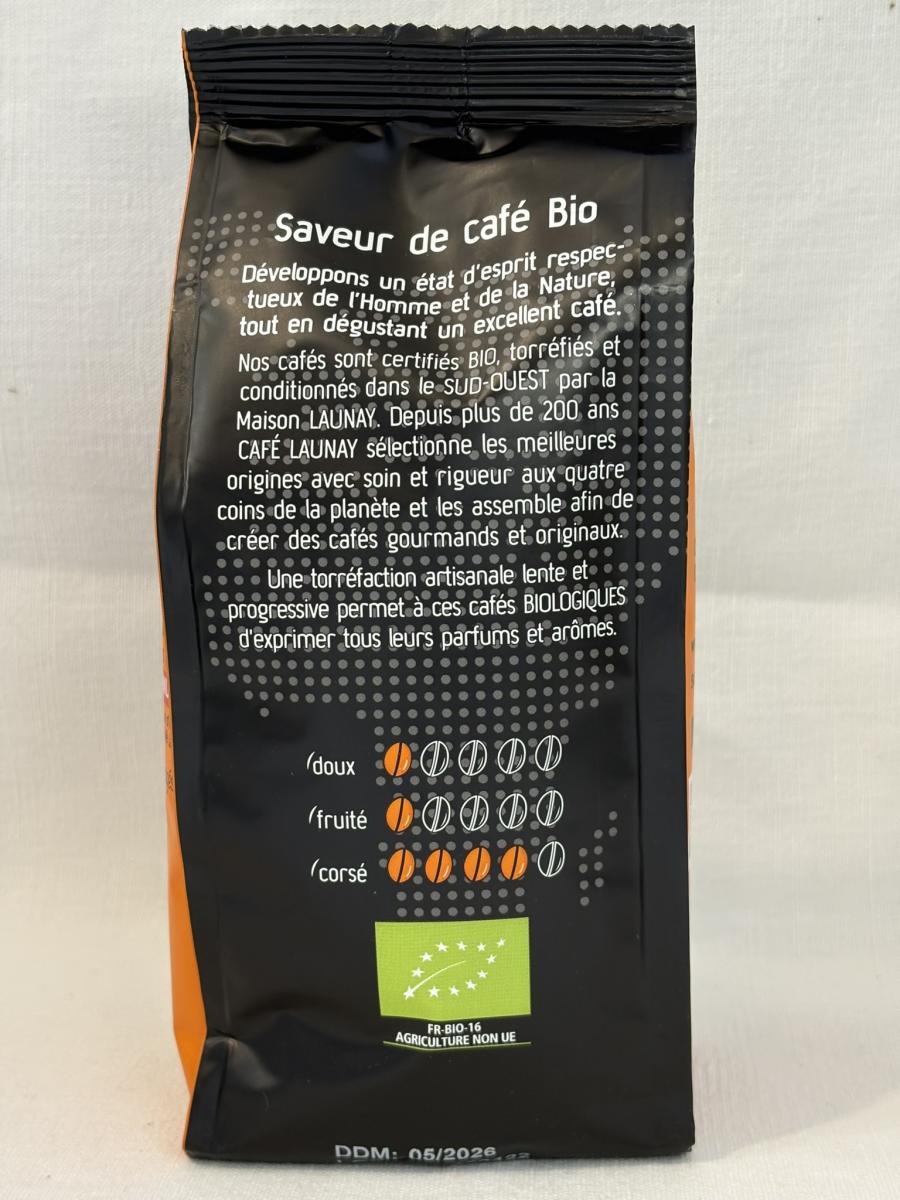 Saveur de café Bio
Développons un état d'esprit respec-
tueux de l'Homme et de la Nature,
tout en dégustant un excellent café.
Nos cafés sont certifiés BIO, torréfiés et
conditionnés dans le SUD-OUEST par la
Maison LAUNAY. Depuis plus de 200 ans
CAFÉ LAUNAY sélectionne les meilleures
origines avec soin et rigueur aux quatre
coins de la planète et les assemble afin de
créer des cafés gourmands et originaux.
Une torréfaction artisanale lente et
progressive permet à ces cafés BIOLOGIQUES
d'exprimer tous leurs parfums et arômes.
doux
fruité
corsé
FR-BIO-16
AGRICULTURE NON UE
DDM: 05/2026